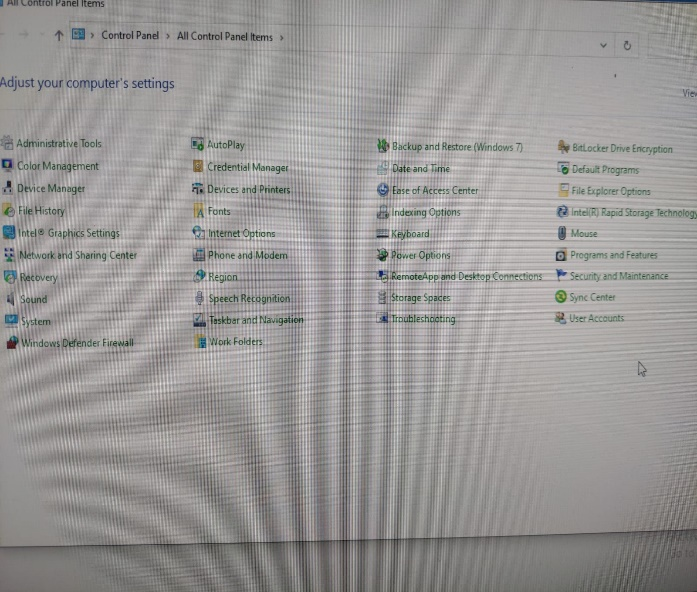 All Control Panel Items
Control Panel > All Control Panel Items >
Adjust your computer's settings
Administrative Tools
AutoPlay
Backup and Restore (Windows 7)
BitLocker Drive Encryption
Color Management
Credential Manager
Date and Time
Default Programs
Device Manager
Devices and Printers
Ease of Access Center
File Explorer Options
File History
Fonts
Indexing Options
Intel(R) Rapid Storage Technology
Intel® Graphics Settings
Internet Options
Keyboard
Mouse
Network and Sharing Center
Phone and Modem
Power Options
Programs and Features
Recovery
Region
RemoteApp and Desktop Connections
Security and Maintenance
Sound
Speech Recognition
Storage Spaces
Sync Center
System
Taskbar and Navigation
Troubleshooting
User Accounts
Windows Defender Firewall
Work Folders